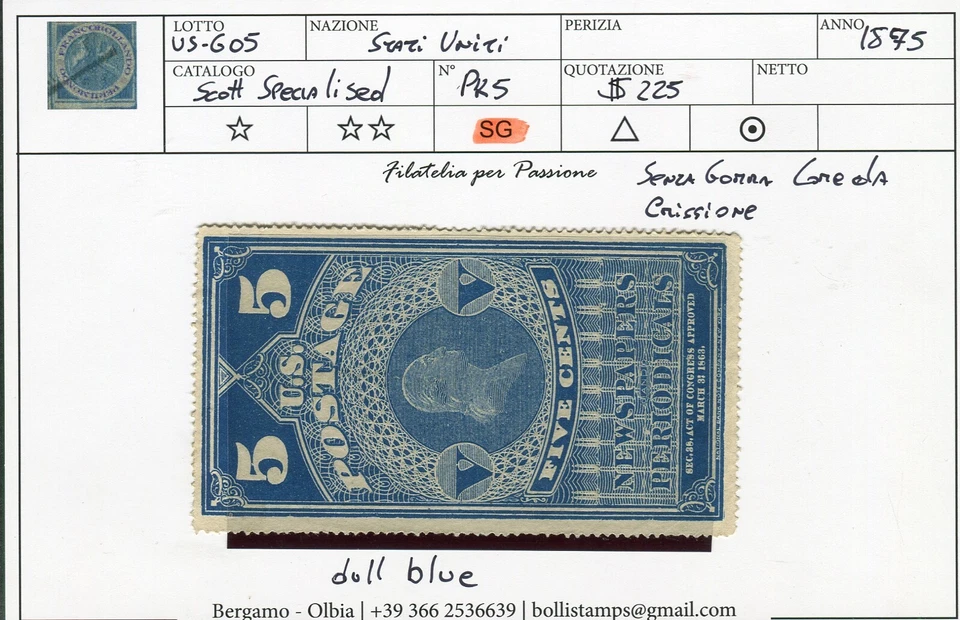 LOTTO
US-G05
NAZIONE
Stati Uniti
PERIZIA
ANNO
1875
CATALOGO
Scott Specialised
N°
PR5
QUOTAZIONE
$ 225
NETTO
SG
Filatelia per Passione
Senza Gomma Come da
Emissione
FRANCOBOLLANDO
5
5
U.S.
POSTAGE
V
V
FIVE CENTS
NEWSPAPERS
AND
PERIODICALS
SEC. 38, ACT OF CONGRESS APPROVED
MARCH 3! 1863.
dull blue
Bergamo - Olbia | +39 366 2536639 | bollistamps@gmail.com